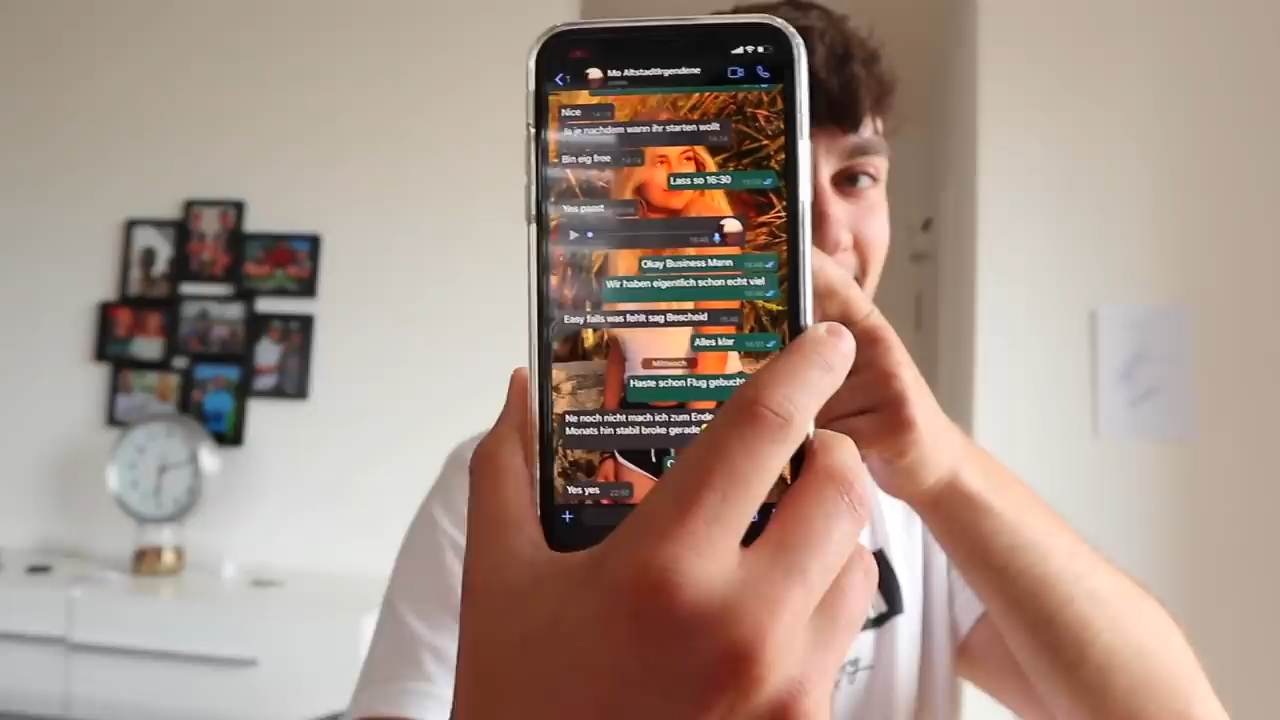 Mo Altstadtirgendene
Nice
Ja je nachdem wann ihr starten wollt
Bin eig free
Lass so 16:30
Yes passt
Okay Business Mann
Wir haben eigentlich schon echt viel
Easy falls was fehlt sag Bescheid
Alles klar
Mittwoch
Haste schon Flug gebucht
Ne noch nicht mach ich zum Ende
Monats hin stabil broke gerade
Yes yes